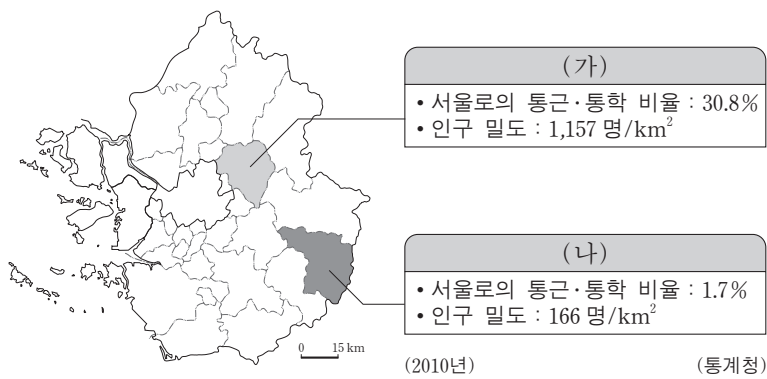 (가)
• 서울로의 통근·통학 비율 : 30.8%
• 인구 밀도 : 1,157 명/km²
(나)
• 서울로의 통근·통학 비율 : 1.7%
• 인구 밀도 : 166 명/km²
0 15 km
(2010년) (통계청)